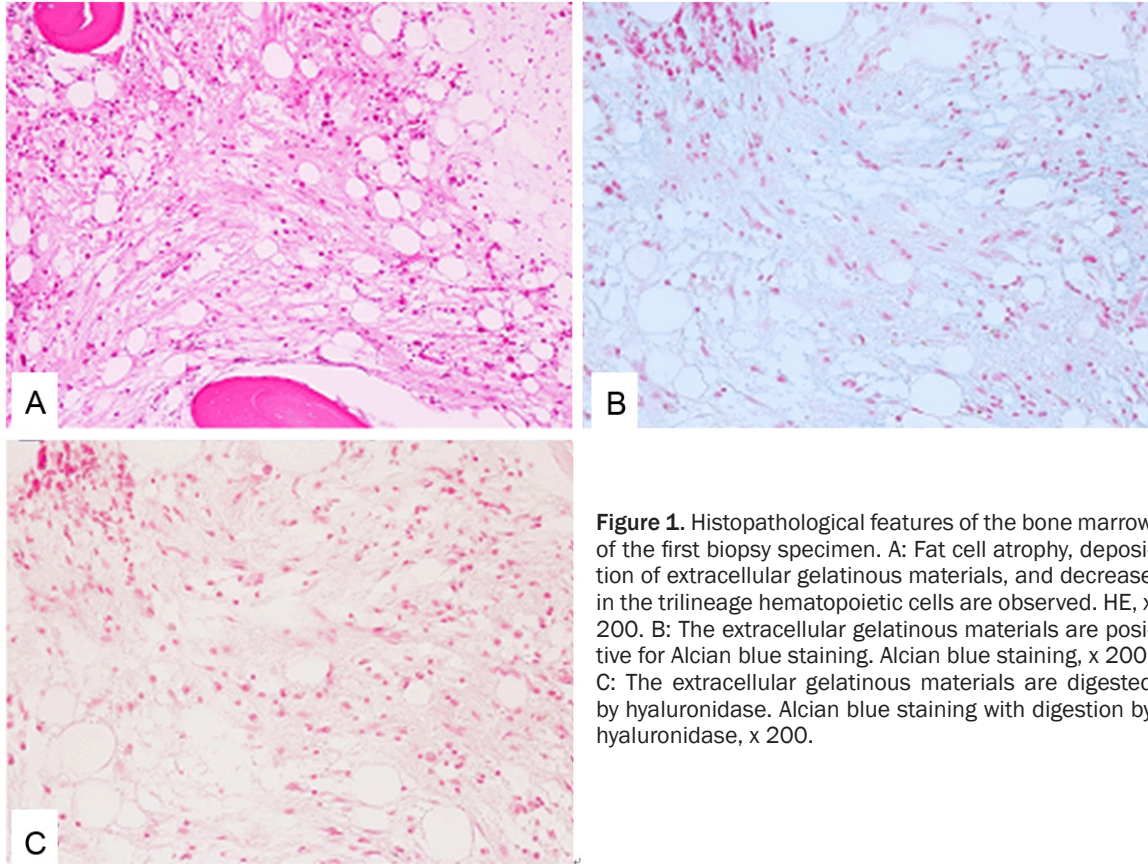 A
B
C
Figure 1. Histopathological features of the bone marrow
of the first biopsy specimen. A: Fat cell atrophy, deposi
tion of extracellular gelatinous materials, and decrease
in the trilineage hematopoietic cells are observed. HE, x
200. B: The extracellular gelatinous materials are posi
tive for Alcian blue staining. Alcian blue staining, x 200
C: The extracellular gelatinous materials are digested
by hyaluronidase. Alcian blue staining with digestion by
hyaluronidase, x 200.